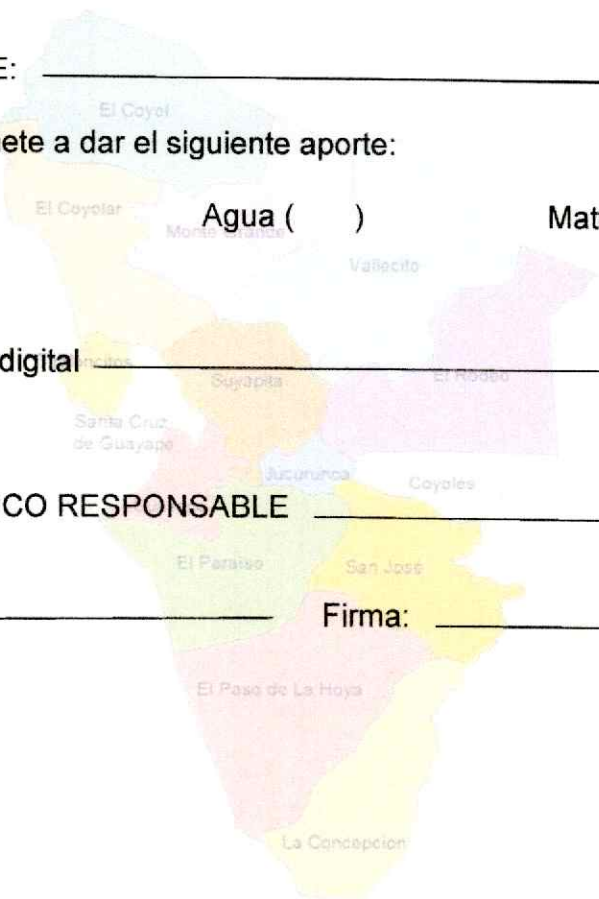 E:
El Coyol
ete a dar el siguiente aporte:
El Coyolar
Agua ( )
Mat
Monte Grande
Vallecito
digital
Suyapita
El Rodeo
Santa Cruz
de Guayape
Jucurunca
Coyoles
CO RESPONSABLE
El Paraiso
San Jose
Firma:
El Paso de La Hoya
La Concepcion